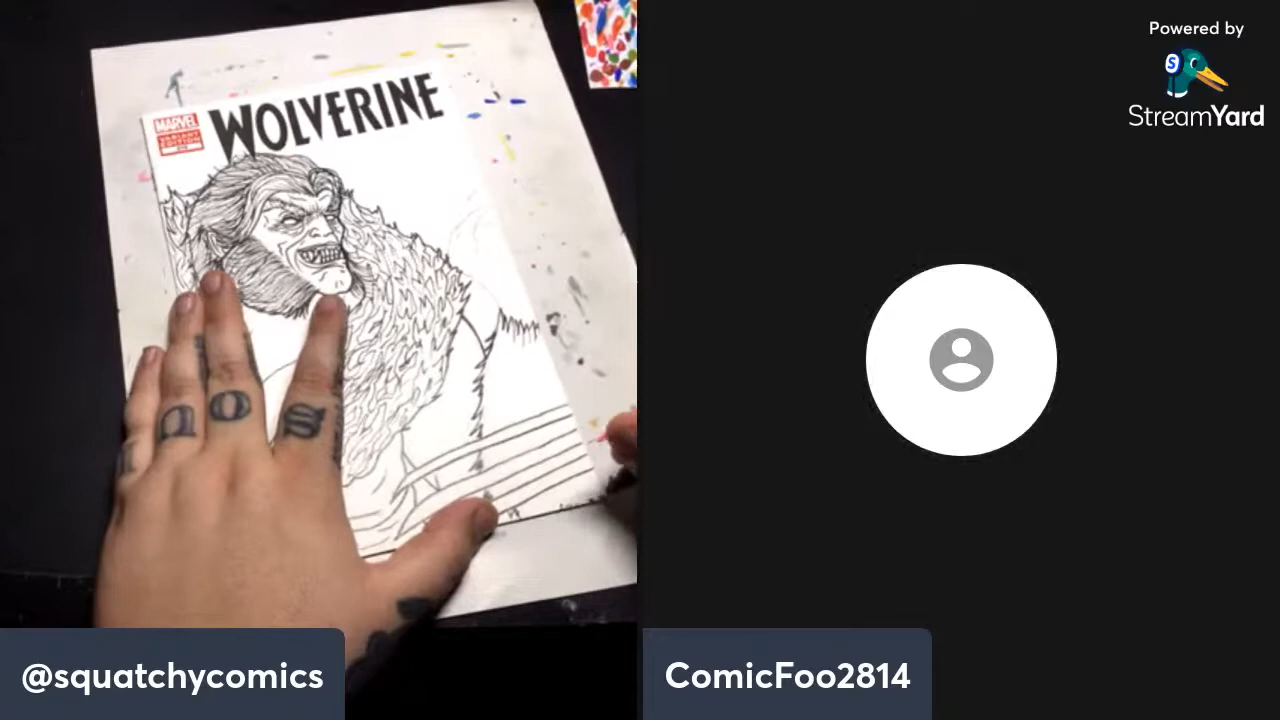 Powered by
S
StreamYard
WOLVERINE
MARVEL
VARIANT
EDITION
@squatchycomics
ComicFoo2814